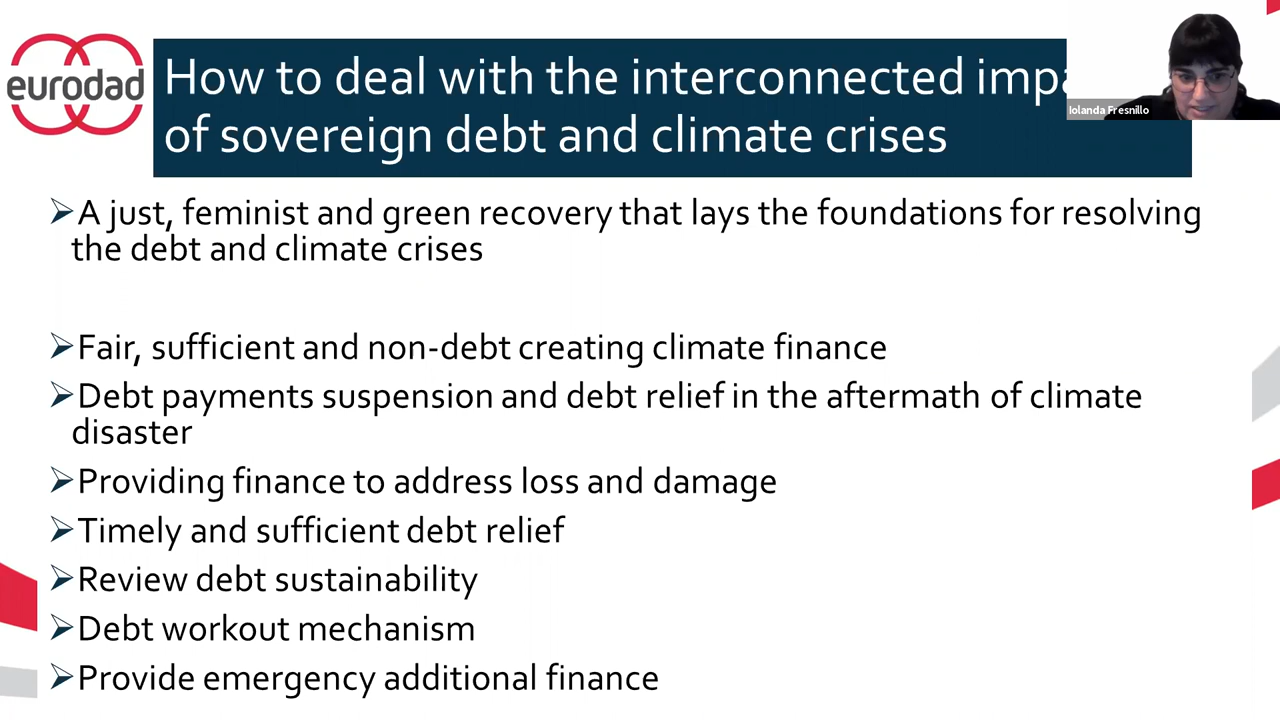 eurodad
How to deal with the interconnected
of sovereign debt and climate crises
Iolanda Fresnillo
➢A just, feminist and green recovery that lays the foundations for resolving
the debt and climate crises
➢Fair, sufficient and non-debt creating climate finance
➢Debt payments suspension and debt relief in the aftermath of climate
disaster
➢Providing finance to address loss and damage
➢Timely and sufficient debt relief
➢Review debt sustainability
➢Debt workout mechanism
➢Provide emergency additional finance